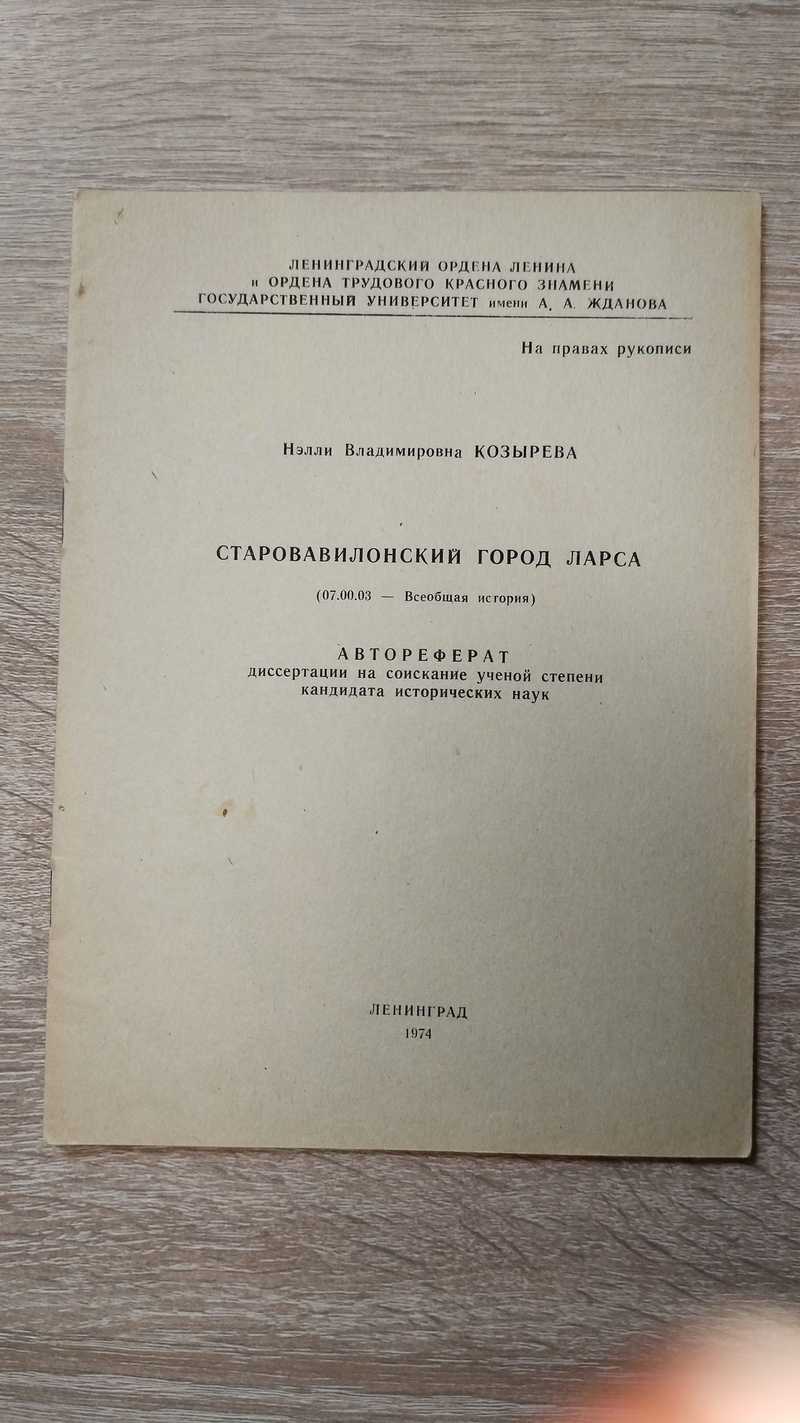 ЛЕНИНГРАДСКИЙ ОРДЕНА ЛЕНИНА
и ОРДЕНА ТРУДОВОГО КРАСНОГО ЗНАМЕНИ
ГОСУДАРСТВЕННЫЙ УНИВЕРСИТЕТ имени А. А. ЖДАНОВА
На правах рукописи
Нэлли Владимировна КОЗЫРЕВА
СТАРОВАВИЛОНСКИЙ ГОРОД ЛАРСА
(07.00.03 — Всеобщая история)
АВТОРЕФЕРАТ
диссертации на соискание ученой степени
кандидата исторических наук
ЛЕНИНГРАД
1974